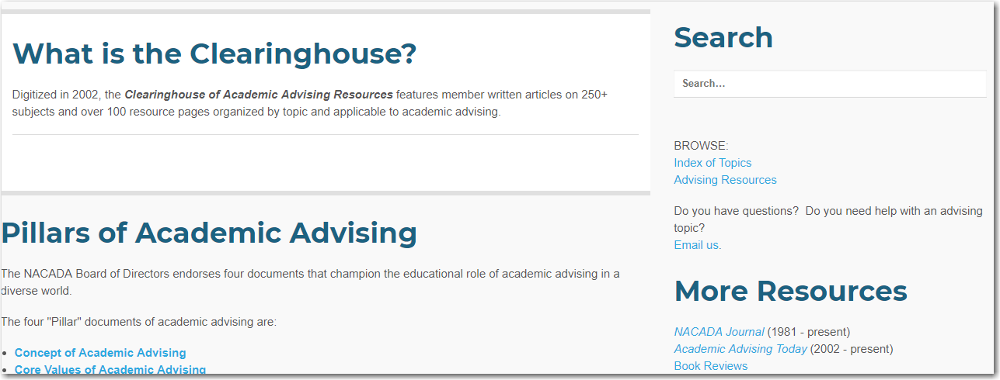 What is the Clearinghouse?
Digitized in 2002, the Clearinghouse of Academic Advising Resources features member written articles on 250+
subjects and over 100 resource pages organized by topic and applicable to academic advising.
Pillars of Academic Advising
The NACADA Board of Directors endorses four documents that champion the educational role of academic advising in a
diverse world.
The four "Pillar" documents of academic advising are:
• Concept of Academic Advising
• Core Values of Academic Advising
Search
Search...
BROWSE:
Index of Topics
Advising Resources
Do you have questions?  Do you need help with an advising
topic?
Email us.
More Resources
NACADA Journal (1981 - present)
Academic Advising Today (2002 - present)
Book Reviews